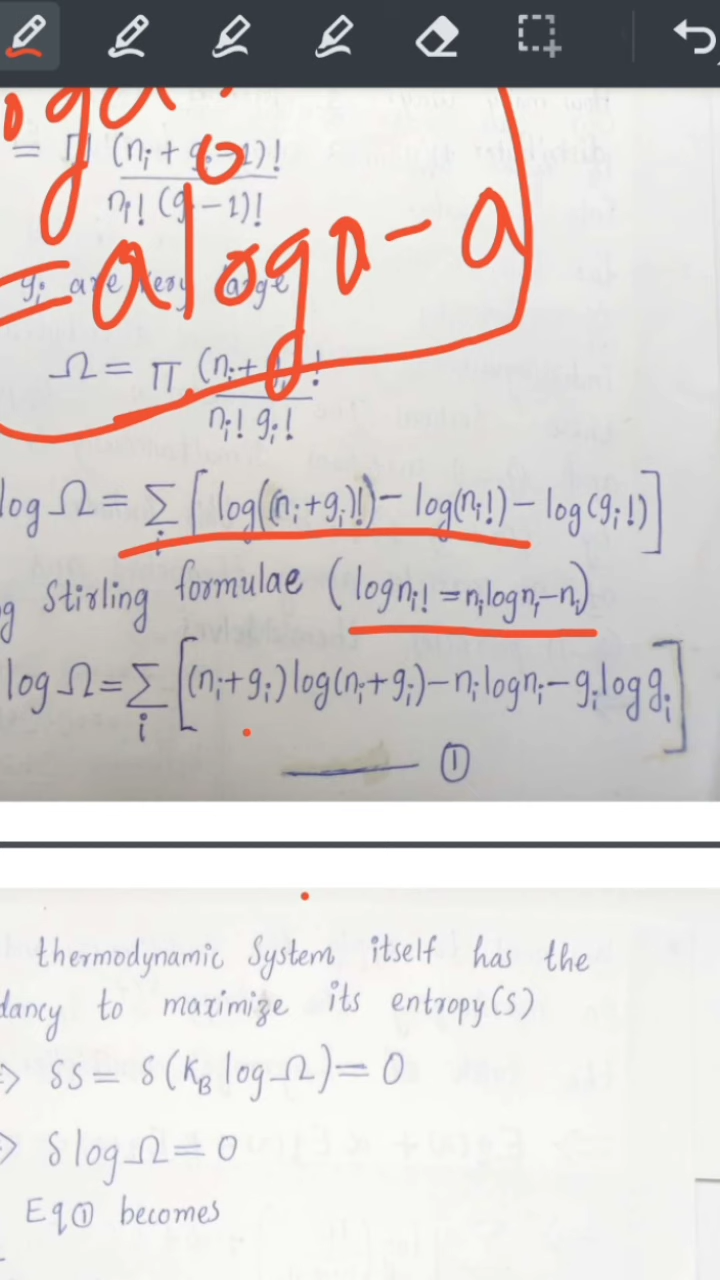 = Π (nᵢ + gᵢ - 1)! / nᵢ! (gᵢ - 1)!
= a log a - a
gᵢ are very large
Ω = Π (nᵢ + gᵢ)! / nᵢ! gᵢ!
log Ω = Σᵢ [log((nᵢ+gᵢ)!) - log(nᵢ!) - log(gᵢ!)]
Stirling formulae (log nᵢ! = nᵢ log nᵢ - nᵢ)
log Ω = Σᵢ [(nᵢ+gᵢ) log(nᵢ+gᵢ) - nᵢ log nᵢ - gᵢ log gᵢ]
——— ①
thermodynamic System itself has the
dancy to maximize its entropy(S)
=> δS = δ(K_B log Ω) = 0
=> δ log Ω = 0
Eq ① becomes